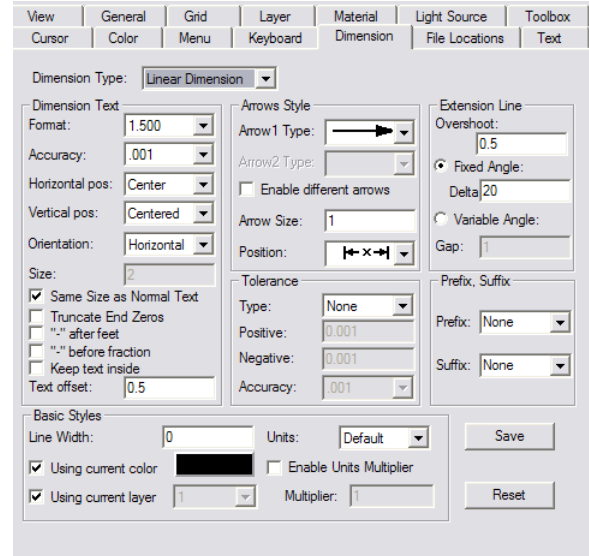 View General Grid Layer Material Light Source Toolbox
Cursor Color Menu Keyboard Dimension File Locations Text
Dimension Type: Linear Dimension
Dimension Text
Format: 1.500
Accuracy: .001
Horizontal pos: Center
Vertical pos: Centered
Orientation: Horizontal
Size: 2
Same Size as Normal Text
Truncate End Zeros
"-" after feet
"-" before fraction
Keep text inside
Text offset: 0.5
Arrows Style
Arrow1 Type:
Arrow2 Type:
Enable different arrows
Arrow Size: 1
Position:
Extension Line
Overshoot:
0.5
Fixed Angle:
Delta 20
Variable Angle:
Gap: 1
Tolerance
Type: None
Positive: 0.001
Negative: 0.001
Accuracy: .001
Prefix, Suffix
Prefix: None
Suffix: None
Basic Styles
Line Width: 0 Units: Default
Using current color Enable Units Multiplier
Using current layer 1 Multiplier: 1
Save
Reset